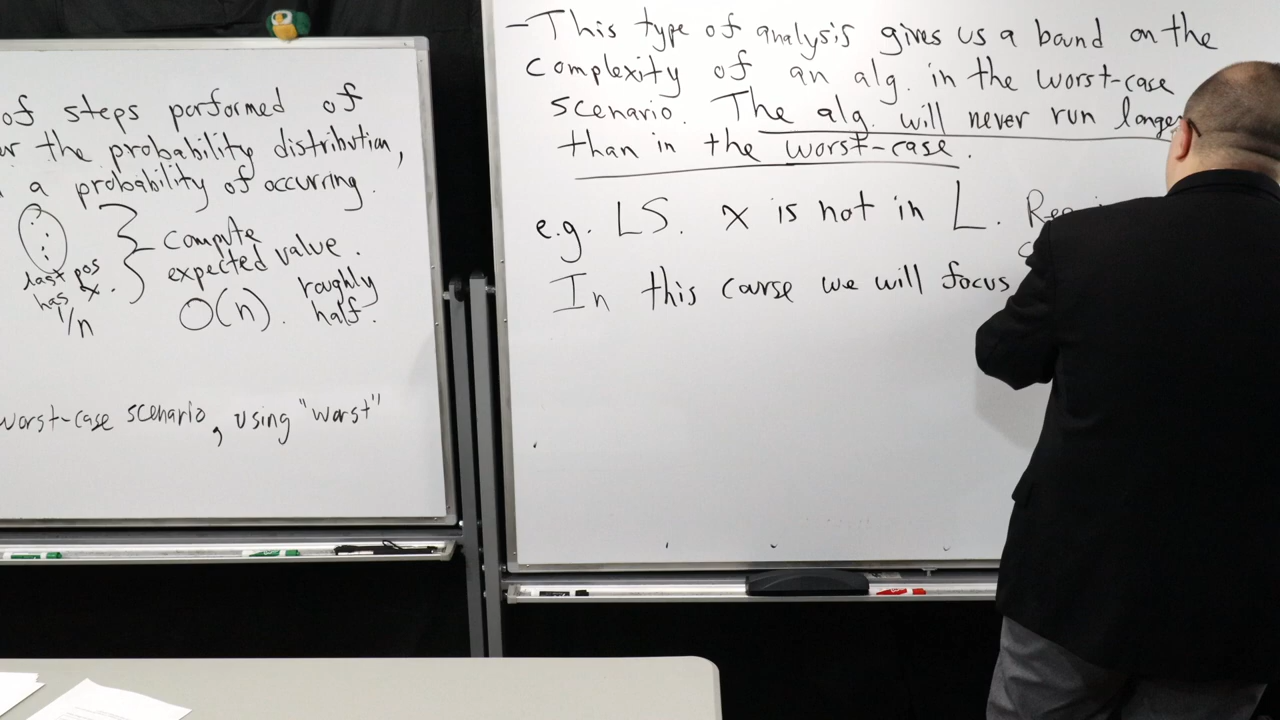 of steps performed of
the probability distribution,
a probability of occurring.
last pos
has x.
1/n
compute
expected value.
O(n). roughly
half.
worst-case scenario, using "worst"
- This type of analysis gives us a bound on the
complexity of an alg. in the worst-case
scenario. The alg. will never run longer
than in the worst-case.
e.g. LS. x is not in L.
In this course we will focus